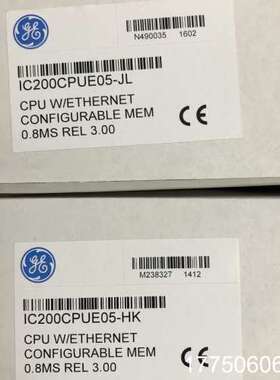 N490035 1602
IC200CPUE05-JL
CPU W/ETHERNET
CONFIGURABLE MEM
0.8MS REL 3.00
CE
M238327 1412
IC200CPUE05-HK
CPU W/ETHERNET
CONFIGURABLE MEM
0.8MS REL 3.00
CE
17750606